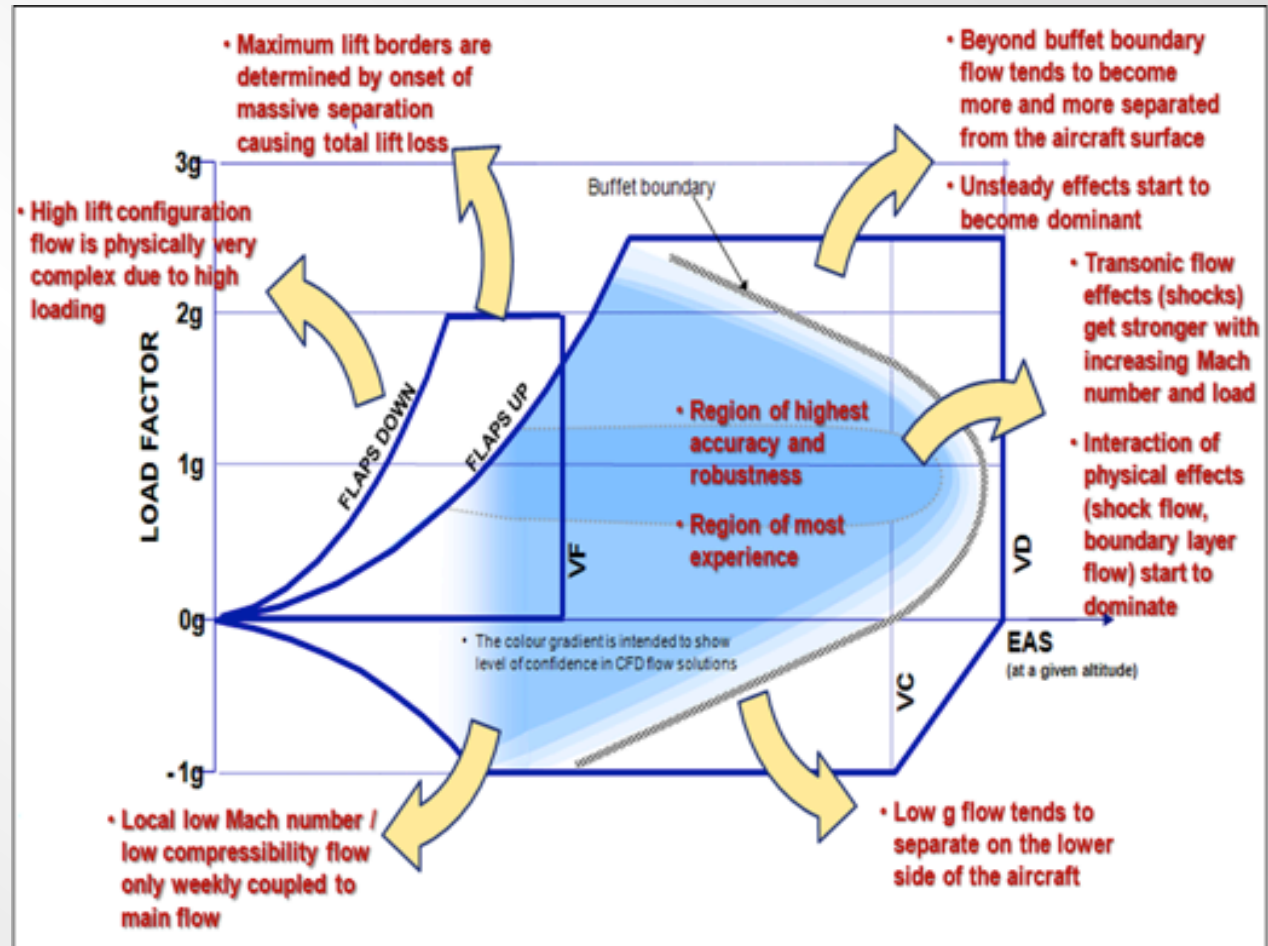 • Maximum lift borders are
determined by onset of
massive separation
causing total lift loss
• Beyond buffet boundary
flow tends to become
more and more separated
from the aircraft surface
• Unsteady effects start to
become dominant
• High lift configuration
flow is physically very
complex due to high
loading
• Transonic flow
effects (shocks)
get stronger with
increasing Mach
number and load
• Interaction of
physical effects
(shock flow,
boundary layer
flow) start to
dominate
3g
2g
1g
0g
-1g
LOAD FACTOR
Buffet boundary
FLAPS DOWN
FLAPS UP
• Region of highest
accuracy and
robustness
• Region of most
experience
VF
VD
VC
• The colour gradient is intended to show
level of confidence in CFD flow solutions
EAS
(at a given altitude)
• Local low Mach number /
low compressibility flow
only weekly coupled to
main flow
• Low g flow tends to
separate on the lower
side of the aircraft